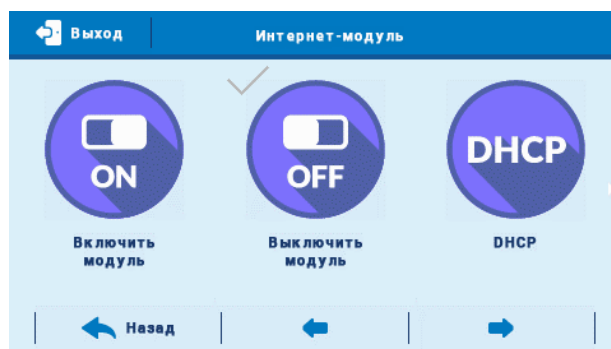 Выход
Интернет-модуль
ON
OFF
DHCP
Включить
модуль
Выключить
модуль
DHCP
Назад